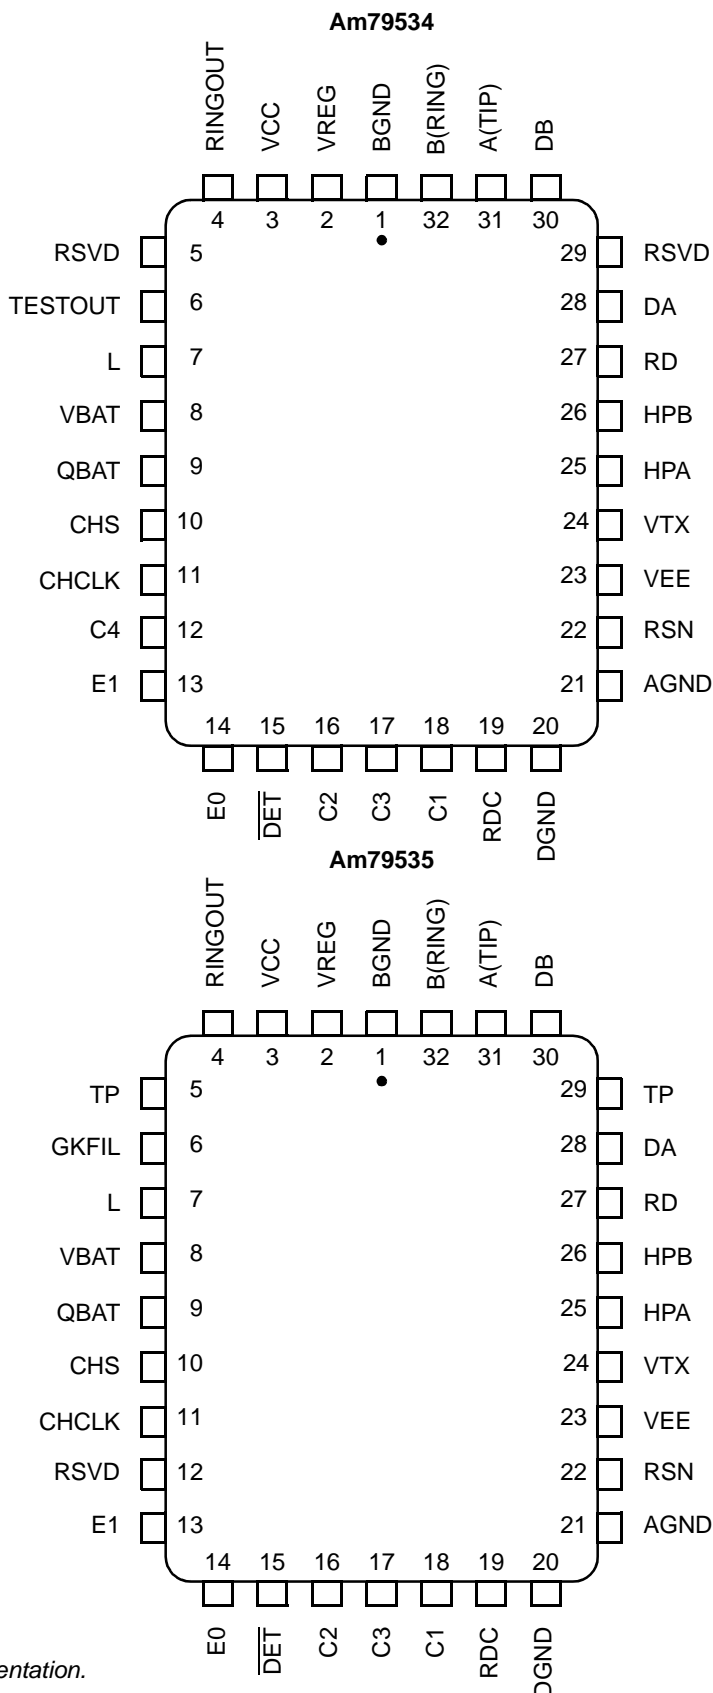 Am79534
RINGOUT
VCC
VREG
BGND
B(RING)
A(TIP)
DB
4 3 2 1 32 31 30
RSVD 5 29 RSVD
TESTOUT 6 28 DA
L 7 27 RD
VBAT 8 26 HPB
QBAT 9 25 HPA
CHS 10 24 VTX
CHCLK 11 23 VEE
C4 12 22 RSN
E1 13 21 AGND
14 15 16 17 18 19 20
E0
DET
C2
C3
C1
RDC
DGND
Am79535
RINGOUT
VCC
VREG
BGND
B(RING)
A(TIP)
DB
4 3 2 1 32 31 30
TP 5 29 TP
GKFIL 6 28 DA
L 7 27 RD
VBAT 8 26 HPB
QBAT 9 25 HPA
CHS 10 24 VTX
CHCLK 11 23 VEE
RSVD 12 22 RSN
E1 13 21 AGND
14 15 16 17 18 19 20
E0
DET
C2
C3
C1
RDC
DGND
entation.